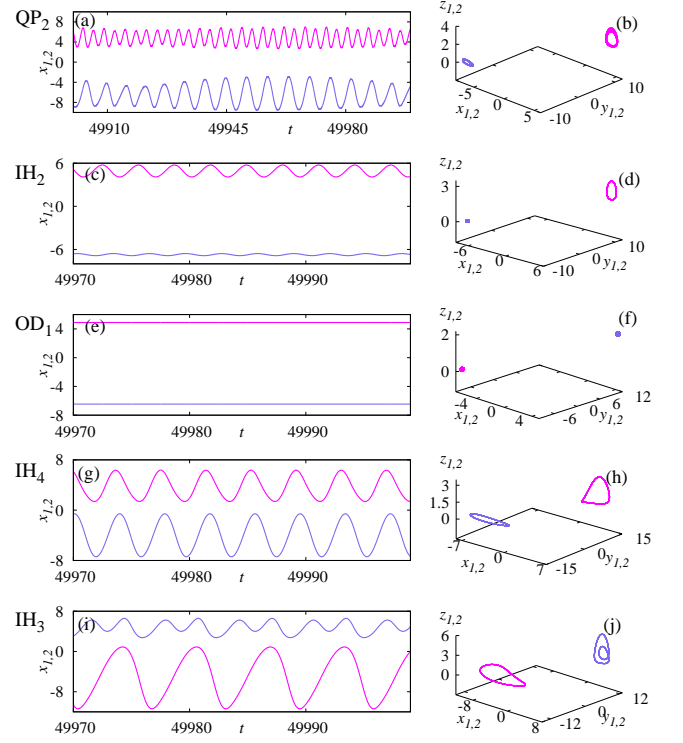 QP2 (a) (b)
8
4
0
-4
-8
x1,2
49910 49945 t 49980
z1,2
4
2
0
-5
x1,2
5
-10
0
y1,2
10
IH2 (c) (d)
6
0
-6
x1,2
49970 49980 t 49990
z1,2
3
0
-6
x1,2
6
-10
0
y1,2
10
OD1 (e) (f)
4
0
-4
-8
x1,2
49970 49980 t 49990
z1,2
2
0
-4
x1,2
0
4
-6
0
6
y1,2
12
IH4 (g) (h)
8
0
-8
x1,2
49970 49980 t 49990
z1,2
3
1.5
0
-7
x1,2
0
7
-15
0
y1,2
15
IH3 (i) (j)
8
0
-8
x1,2
49970 49980 t 49990
z1,2
6
3
0
-8
x1,2
0
8
-12
0
y1,2
12